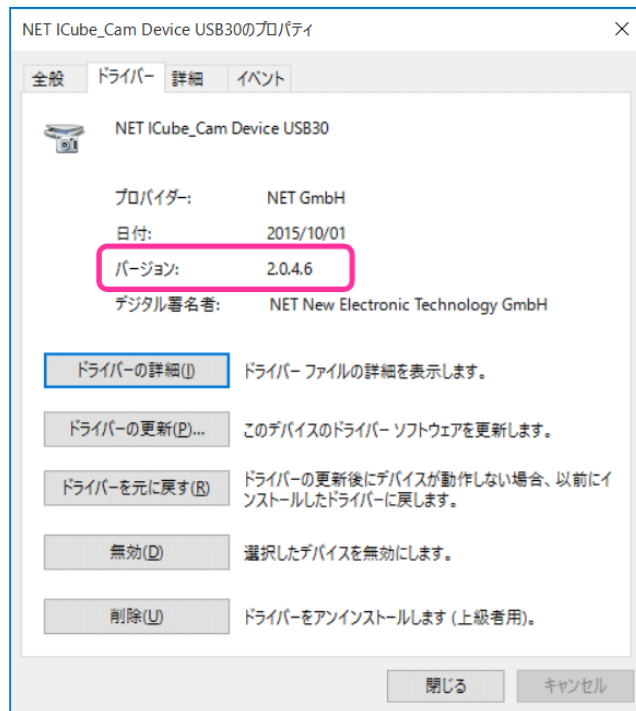 NET ICube_Cam Device USB30のプロパティ
全般 ドライバー 詳細 イベント
NET ICube_Cam Device USB30
プロバイダー: NET GmbH
日付: 2015/10/01
バージョン: 2.0.4.6
デジタル署名者: NET New Electronic Technology GmbH
ドライバーの詳細(I) ドライバー ファイルの詳細を表示します。
ドライバーの更新(P)... このデバイスのドライバー ソフトウェアを更新します。
ドライバーを元に戻す(R) ドライバーの更新後にデバイスが動作しない場合、以前にイ
ンストールしたドライバーに戻します。
無効(D) 選択したデバイスを無効にします。
削除(U) ドライバーをアンインストールします (上級者用)。
閉じる キャンセル